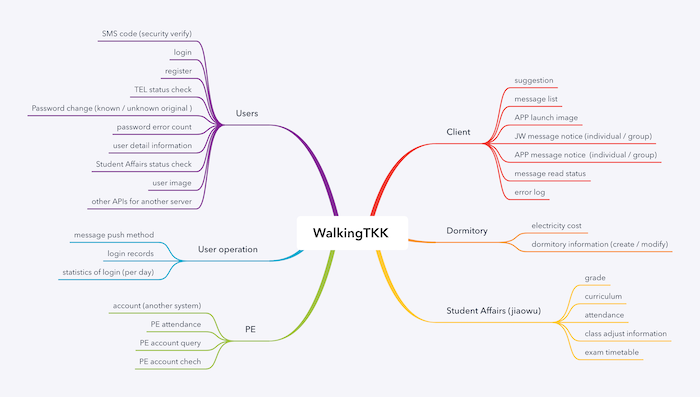 WalkingTKK
Users
SMS code (security verify)
login
register
TEL status check
Password change (known / unknown original )
password error count
user detail information
Student Affairs status check
user image
other APIs for another server
User operation
message push method
login records
statistics of login (per day)
PE
account (another system)
PE attendance
PE account query
PE account chech
Client
suggestion
message list
APP launch image
JW message notice (individual / group)
APP message notice  (individual / group)
message read status
error log
Dormitory
electricity cost
dormitory information (create / modify)
Student Affairs (jiaowu)
grade
curriculum
attendance
class adjust information
exam timetable